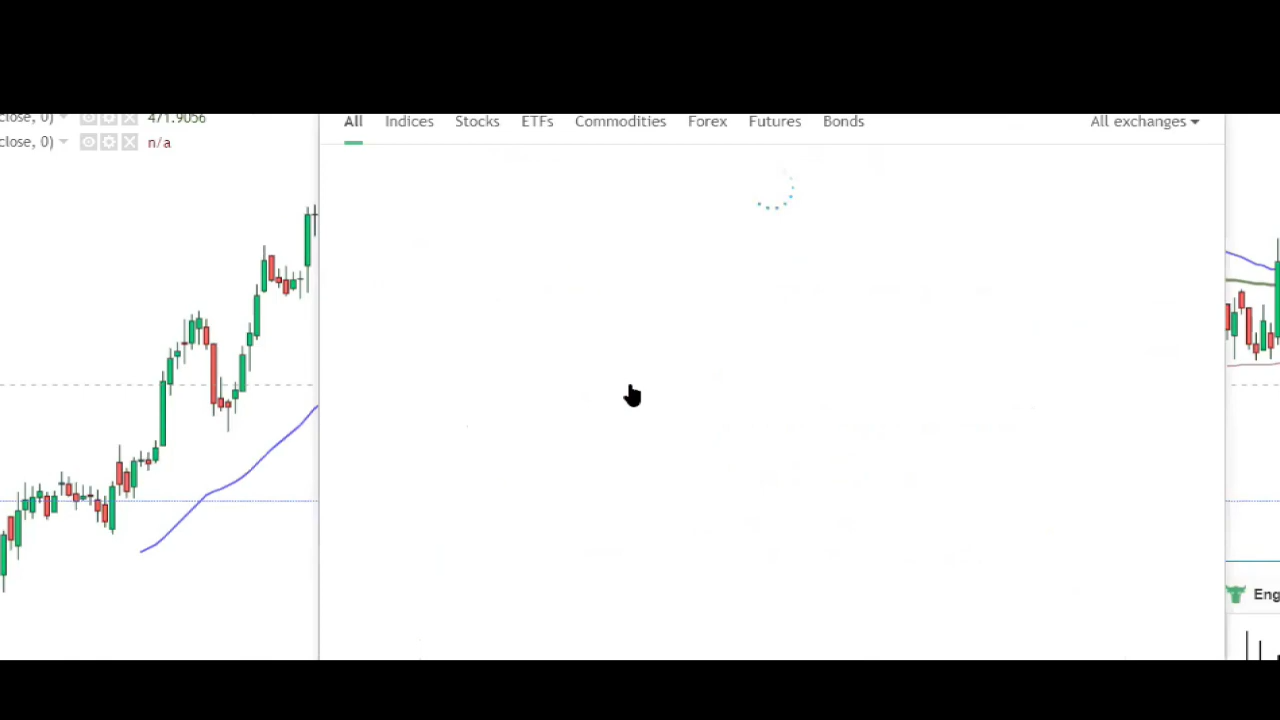 close, 0) 471.9056
close, 0) n/a
All Indices Stocks ETFs Commodities Forex Futures Bonds All exchanges
Eng